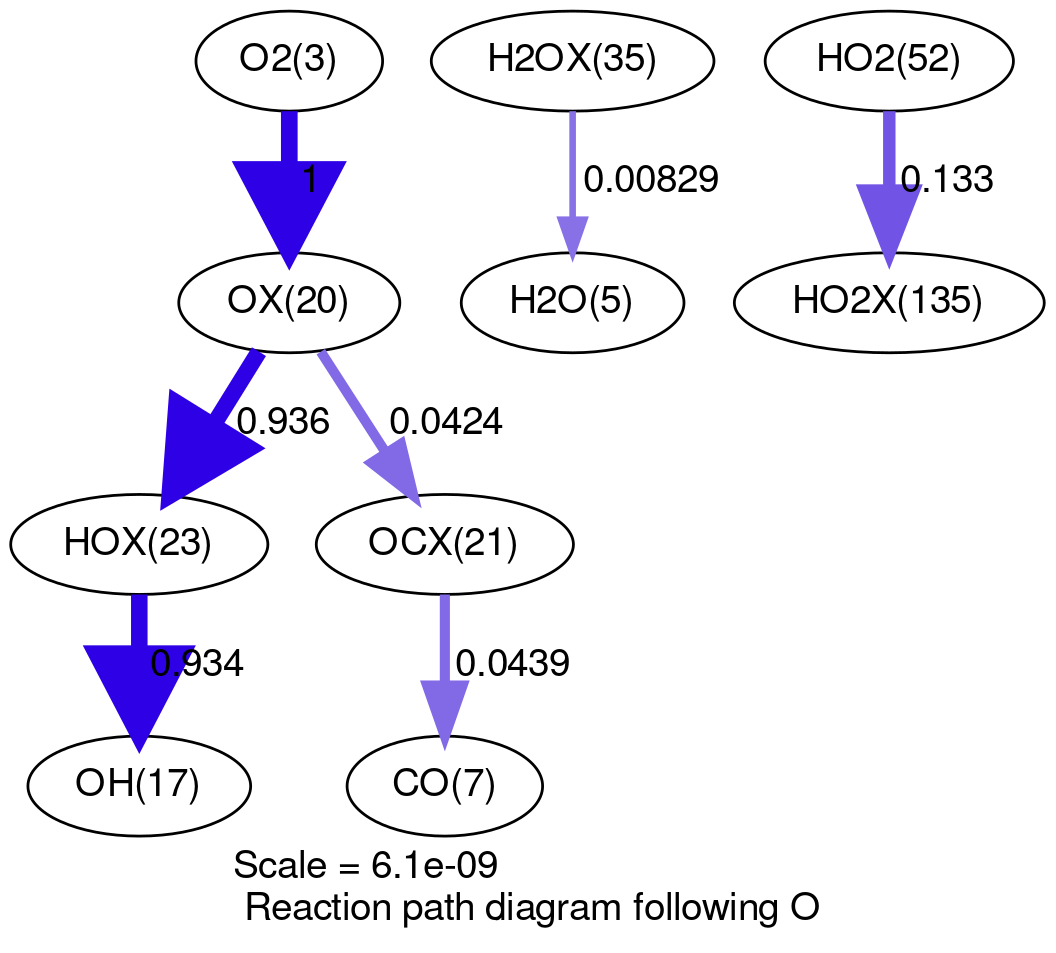 O2(3)
H2OX(35)
HO2(52)
1
0.00829
0.133
OX(20)
H2O(5)
HO2X(135)
0.936
0.0424
HOX(23)
OCX(21)
0.934
0.0439
OH(17)
CO(7)
Scale = 6.1e-09
Reaction path diagram following O